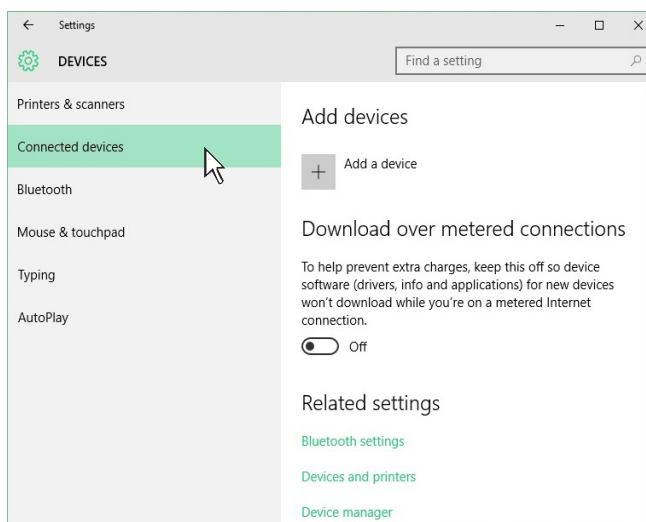 Settings
DEVICES
Find a setting
Printers & scanners
Connected devices
Bluetooth
Mouse & touchpad
Typing
AutoPlay
Add devices
Add a device
Download over metered connections
To help prevent extra charges, keep this off so device
software (drivers, info and applications) for new devices
won't download while you're on a metered Internet
connection.
Off
Related settings
Bluetooth settings
Devices and printers
Device manager